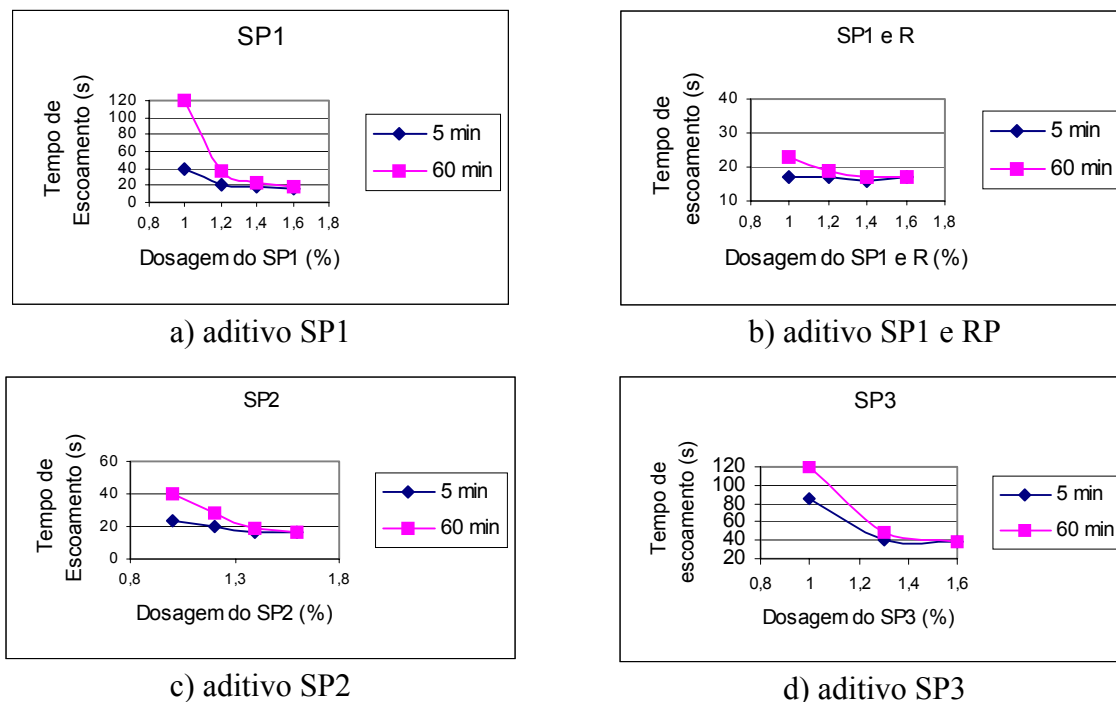 SP1
Tempo de
Escoamento (s)
120
100
80
60
40
20
0
0,8 1 1,2 1,4 1,6 1,8
Dosagem do SP1 (%)
5 min
60 min
a) aditivo SP1
SP1 e R
Tempo de
escoamento (s)
40
30
20
10
0,8 1 1,2 1,4 1,6 1,8
Dosagem do SP1 e R (%)
5 min
60 min
b) aditivo SP1 e RP
SP2
Tempo de
Escoamento (s)
60
40
20
0
0,8 1,3 1,8
Dosagem do SP2 (%)
5 min
60 min
c) aditivo SP2
SP3
Tempo de
escoamento (s)
120
100
80
60
40
20
0,8 1 1,2 1,4 1,6
Dosagem do SP3 (%)
5 min
60 min
d) aditivo SP3